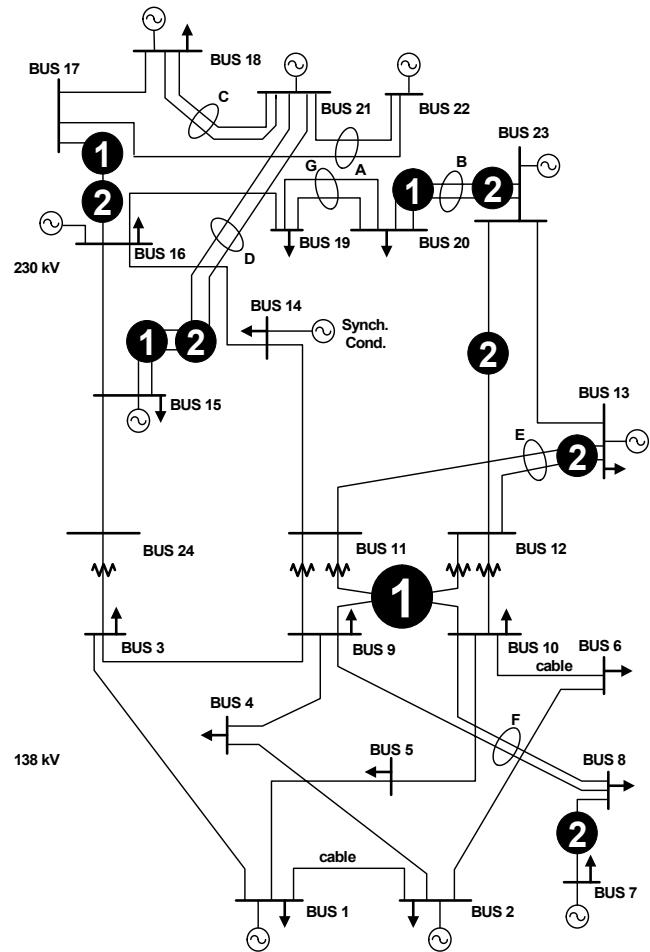 BUS 18
BUS 17
C
BUS 21
BUS 22
BUS 23
1
G
A
B
1
2
2
D
BUS 19
BUS 20
BUS 16
230 kV
BUS 14
Synch.
Cond.
1
2
2
BUS 15
BUS 13
E
2
BUS 24
BUS 11
BUS 12
1
BUS 3
BUS 9
BUS 10
BUS 6
cable
BUS 4
F
BUS 5
BUS 8
138 kV
2
cable
BUS 7
BUS 1
BUS 2